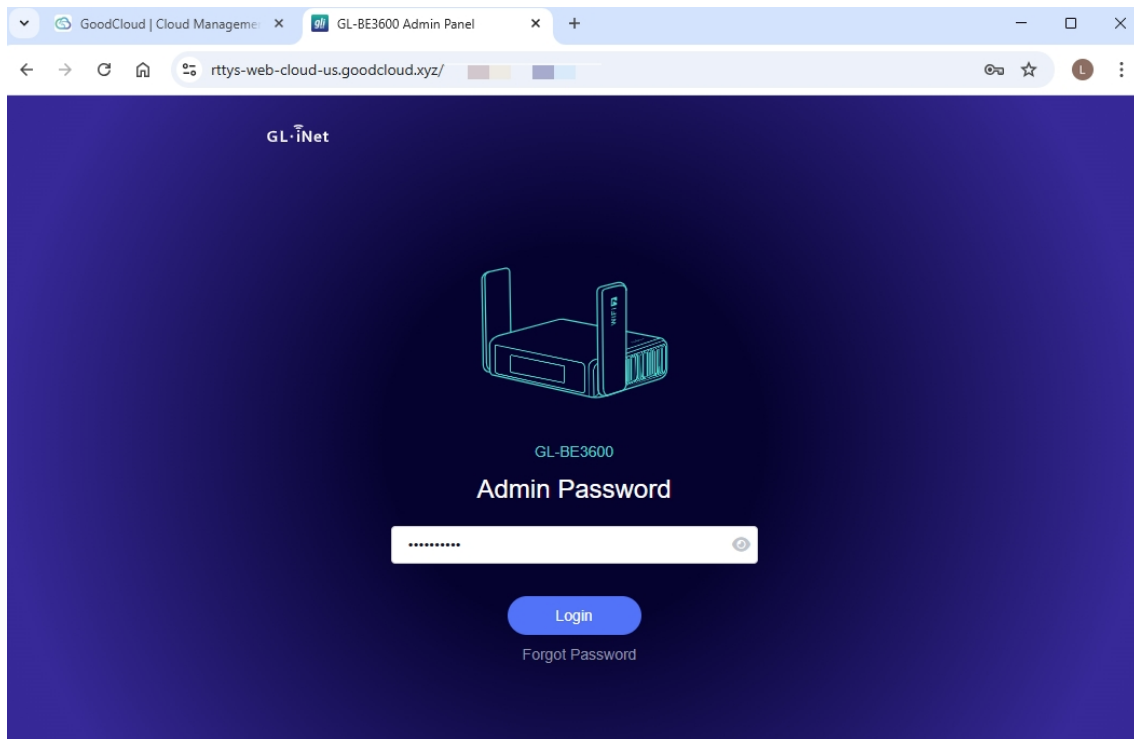 GoodCloud | Cloud Manageme
GL-BE3600 Admin Panel
rttys-web-cloud-us.goodcloud.xyz/
L
GL·iNet
GL-BE3600
Admin Password
••••••••••
Login
Forgot Password